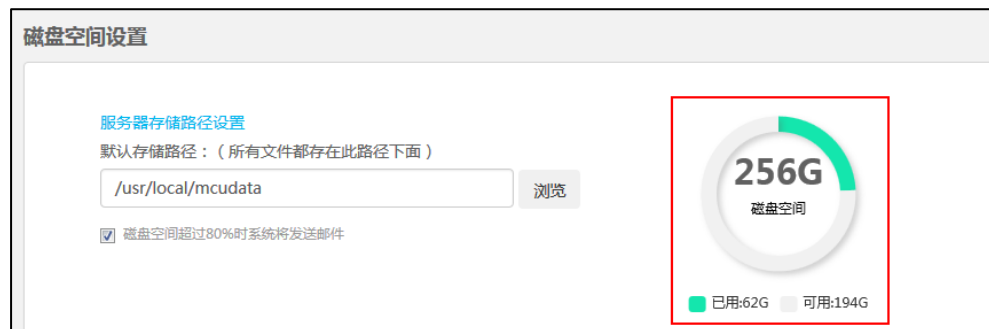 磁盘空间设置
服务器存储路径设置
默认存储路径：（所有文件都存在此路径下面）
/usr/local/mcudata
浏览
磁盘空间超过80%时系统将发送邮件
256G
磁盘空间
已用:62G 可用:194G